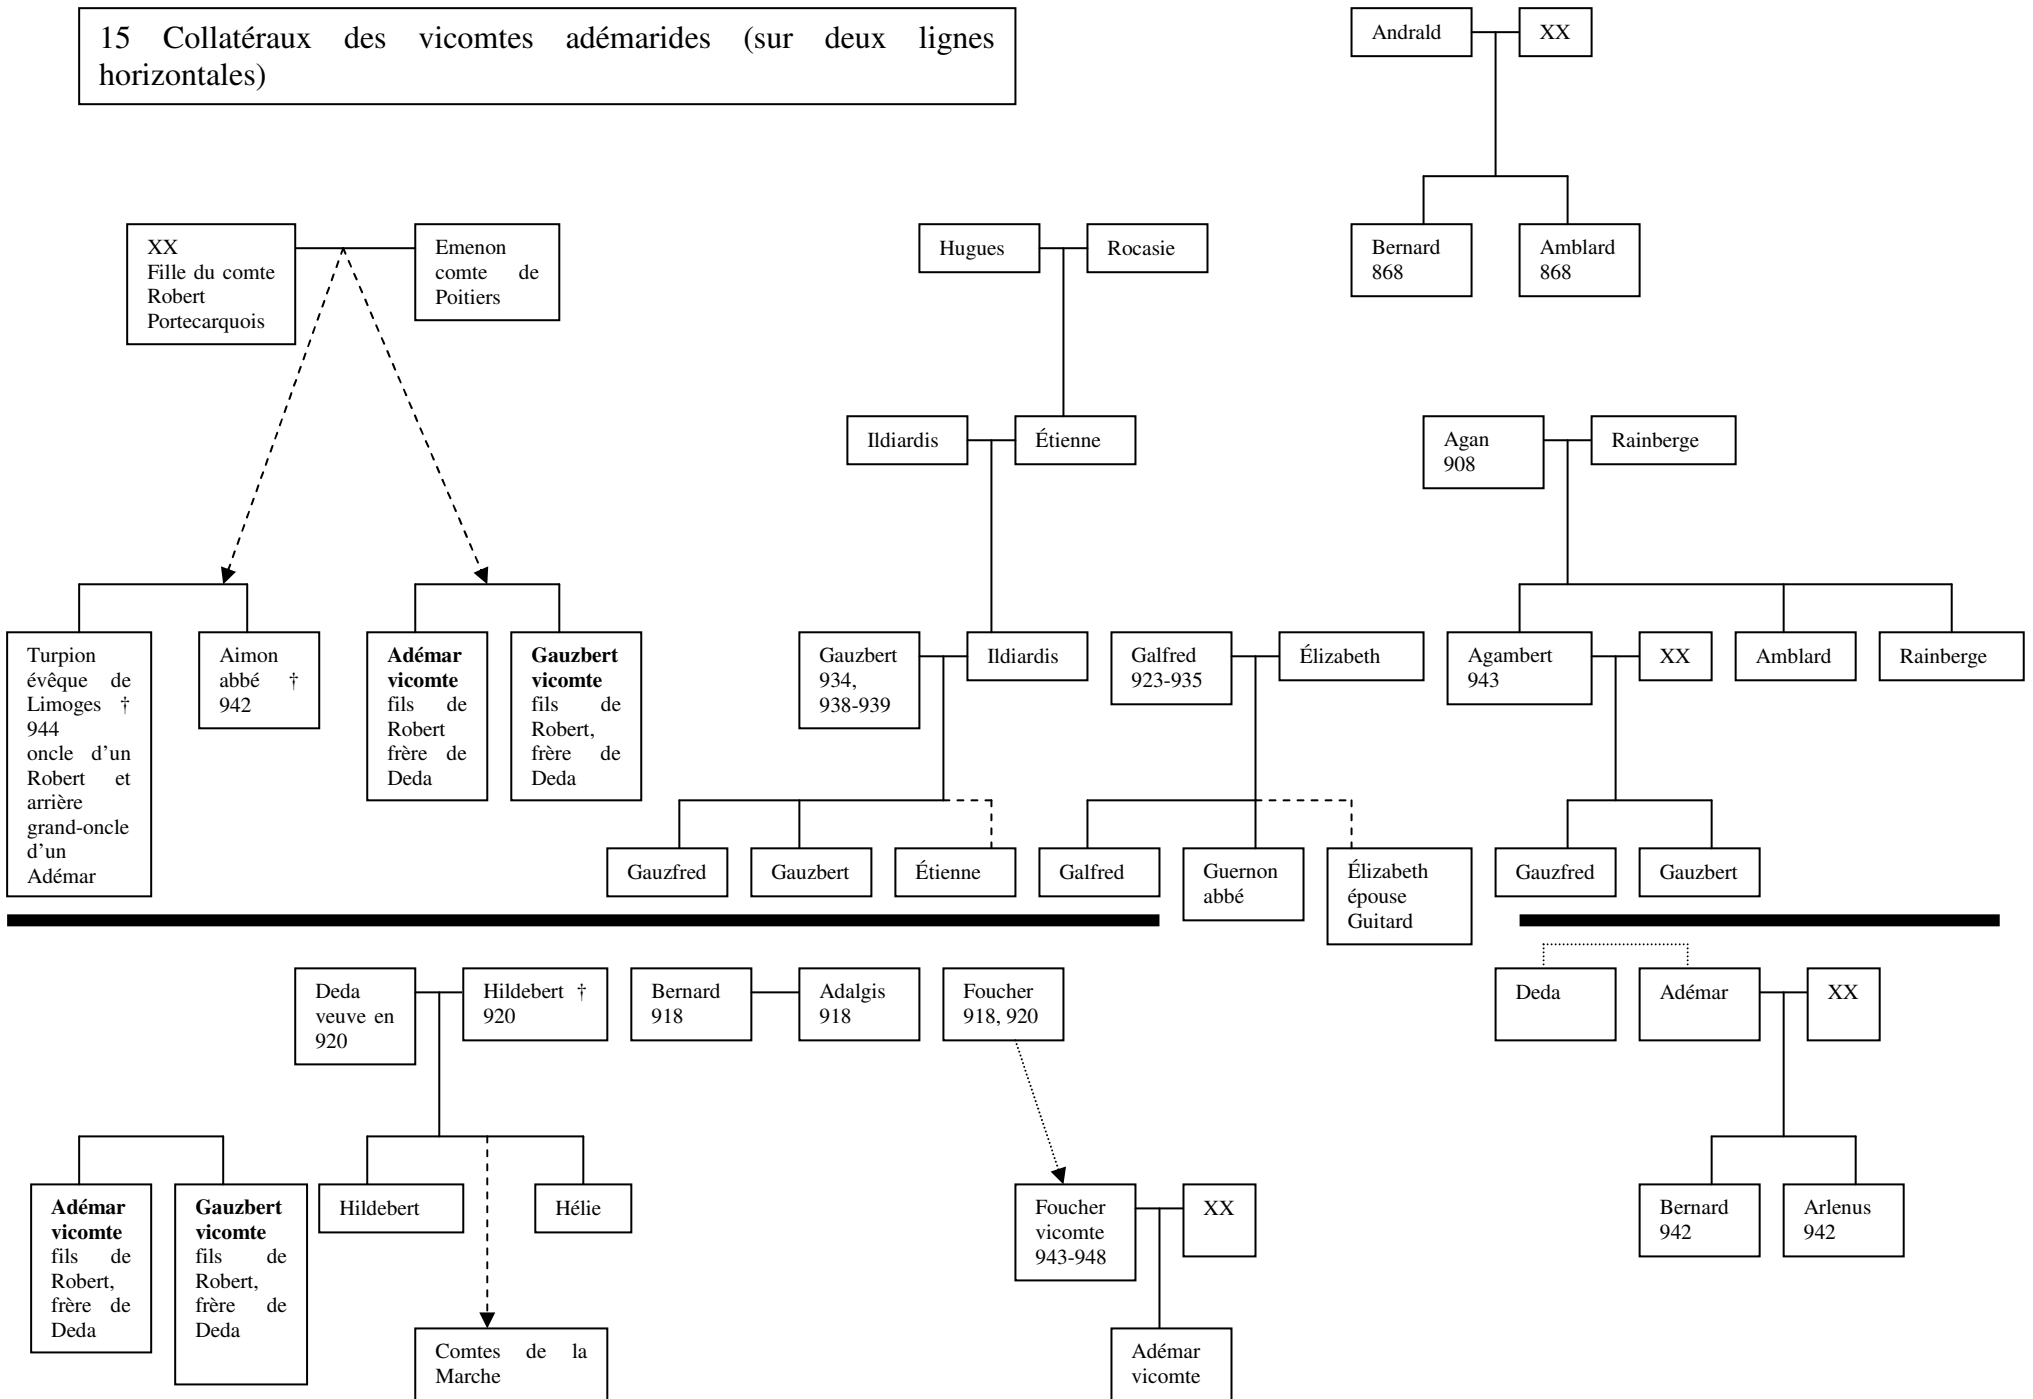 15 Collatéraux des vicomtes adémarides (sur deux lignes
horizontales)
Andrald
XX
XX
Fille du comte
Robert
Portecarquois
Emenon
comte de
Poitiers
Hugues
Rocasie
Bernard
868
Amblard
868
Ildiardis
Étienne
Agan
908
Rainberge
Turpion
évêque de
Limoges †
944
oncle d'un
Robert et
arrière
grand-oncle
d'un
Adémar
Aimon
abbé †
942
Adémar
vicomte
fils de
Robert
frère de
Deda
Gauzbert
vicomte
fils de
Robert,
frère de
Deda
Gauzbert
934,
938-939
Ildiardis
Galfred
923-935
Élizabeth
Agambert
943
XX
Amblard
Rainberge
Gauzfred
Gauzbert
Étienne
Galfred
Guernon
abbé
Élizabeth
épouse
Guitard
Gauzfred
Gauzbert
Deda
veuve en
920
Hildebert †
920
Bernard
918
Adalgis
918
Foucher
918, 920
Deda
Adémar
XX
Adémar
vicomte
fils de
Robert,
frère de
Deda
Gauzbert
vicomte
fils de
Robert,
frère de
Deda
Hildebert
Hélie
Foucher
vicomte
943-948
XX
Bernard
942
Arlenus
942
Comtes de la
Marche
Adémar
vicomte